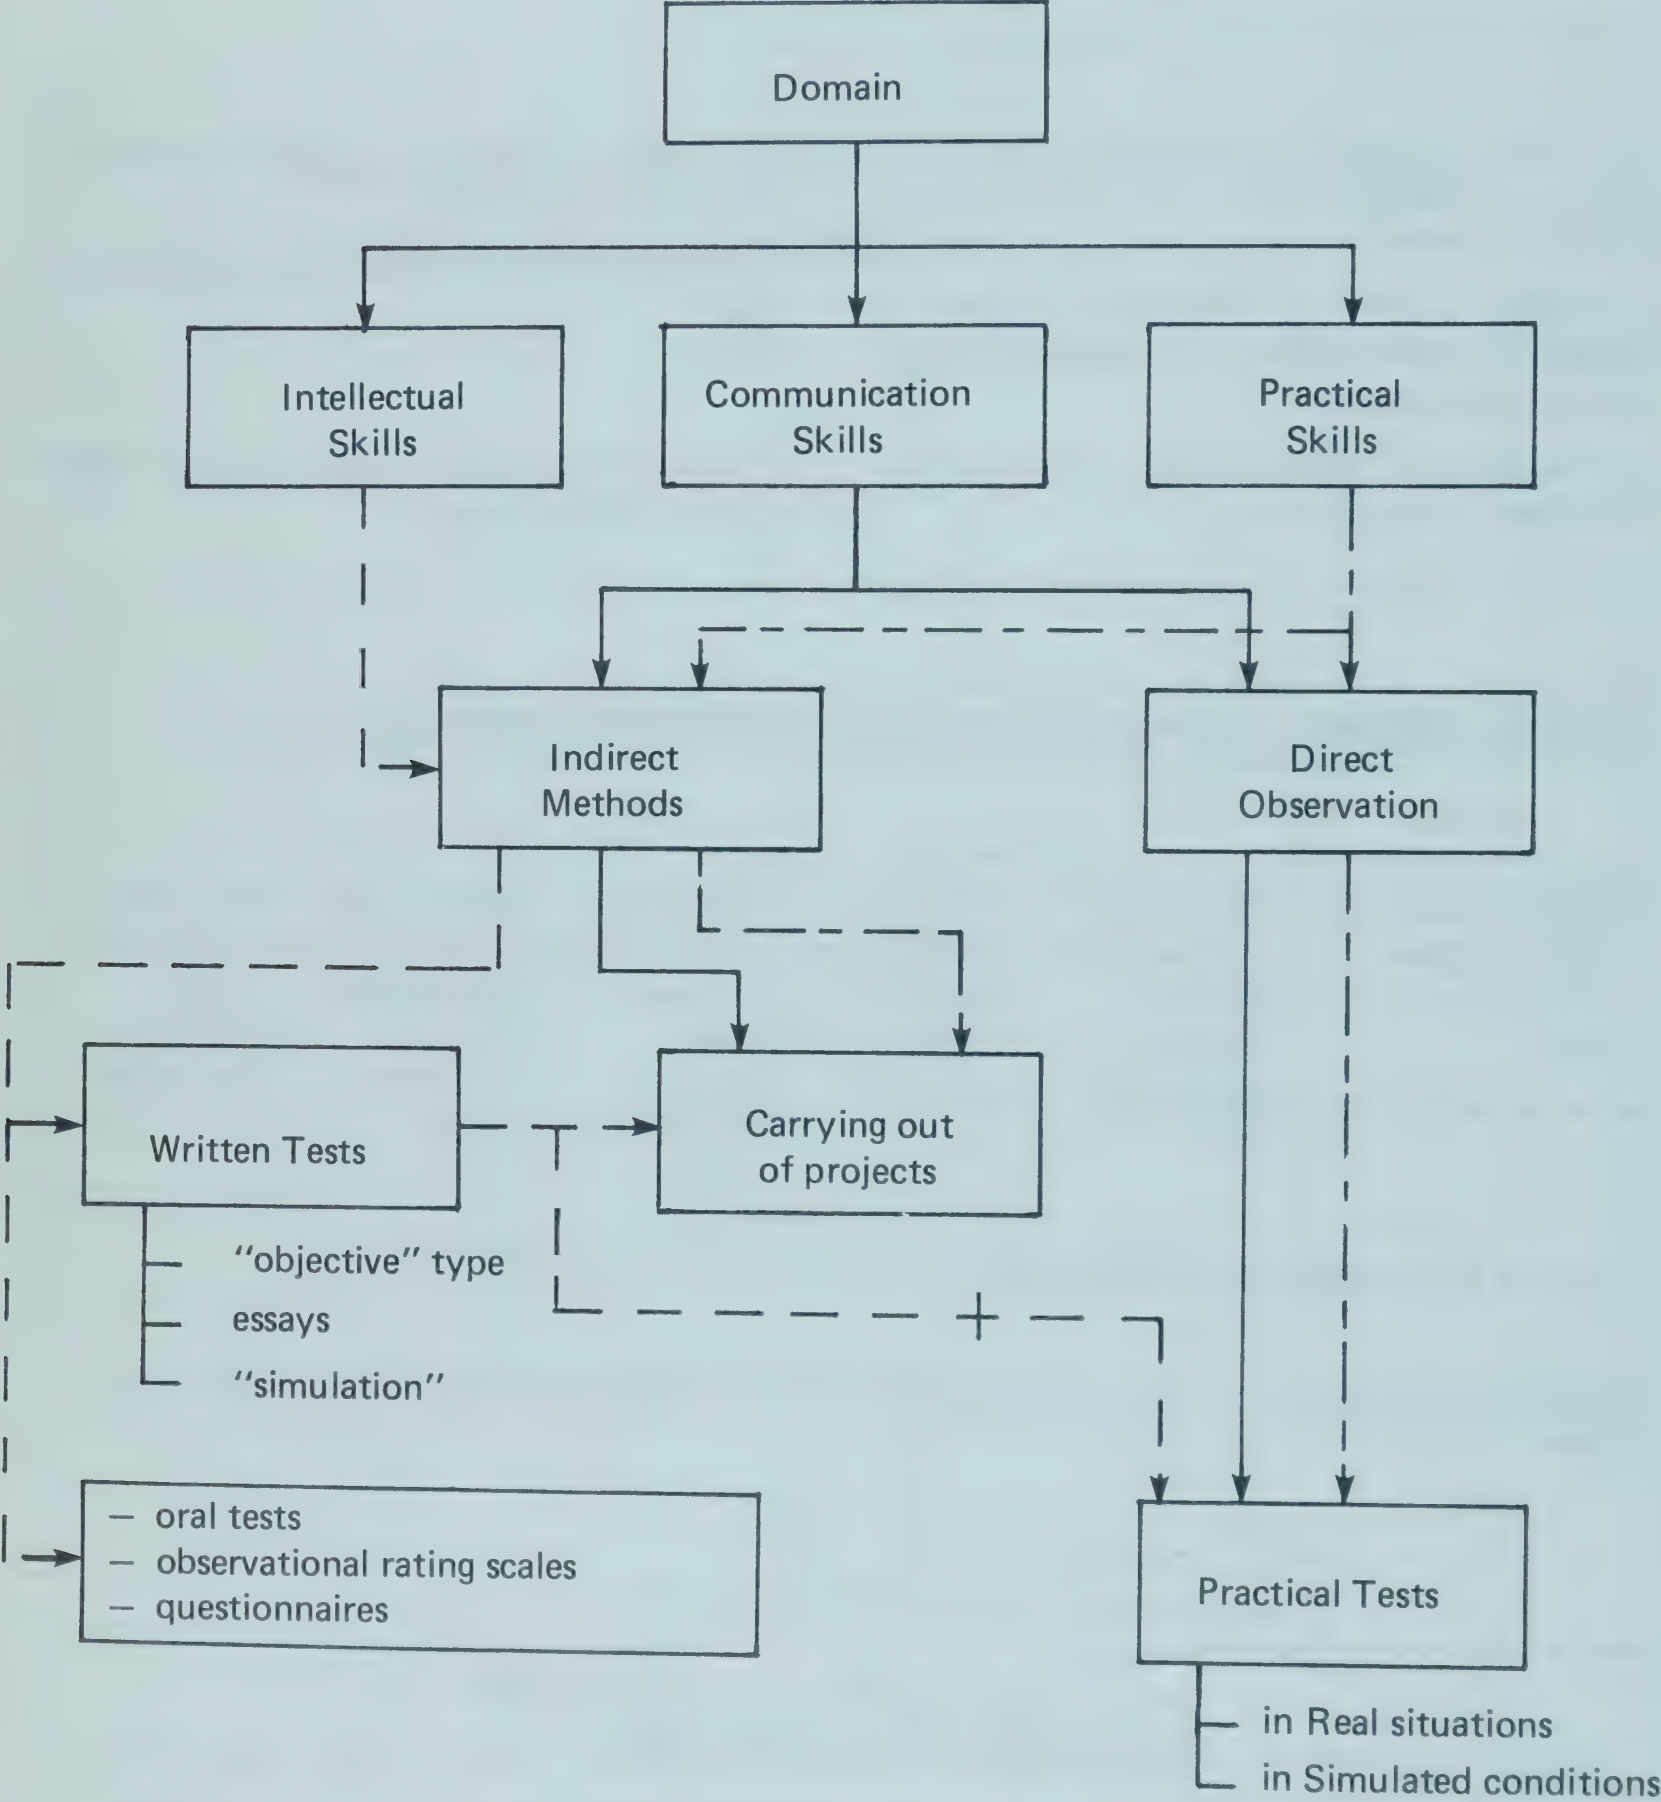 Domain
Intellectual
Skills
Communication
Skills
Practical
Skills
Indirect
Methods
Direct
Observation
Written Tests
Carrying out
of projects
“objective” type
essays
“simulation”
— oral tests
— observational rating scales
— questionnaires
Practical Tests
in Real situations
in Simulated conditions